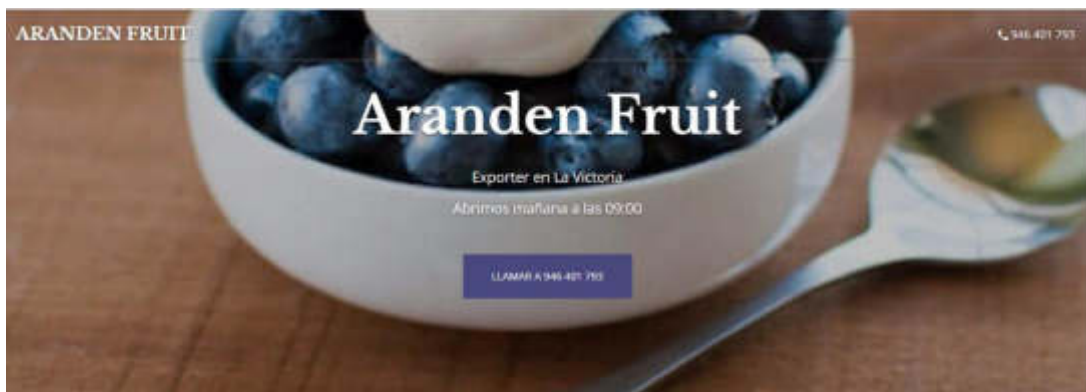 ARANDEN FRUIT
946 401 793
Aranden Fruit
Exporter en La Victoria
Abrimos mañana a las 09:00
LLAMAR A 946 401 793